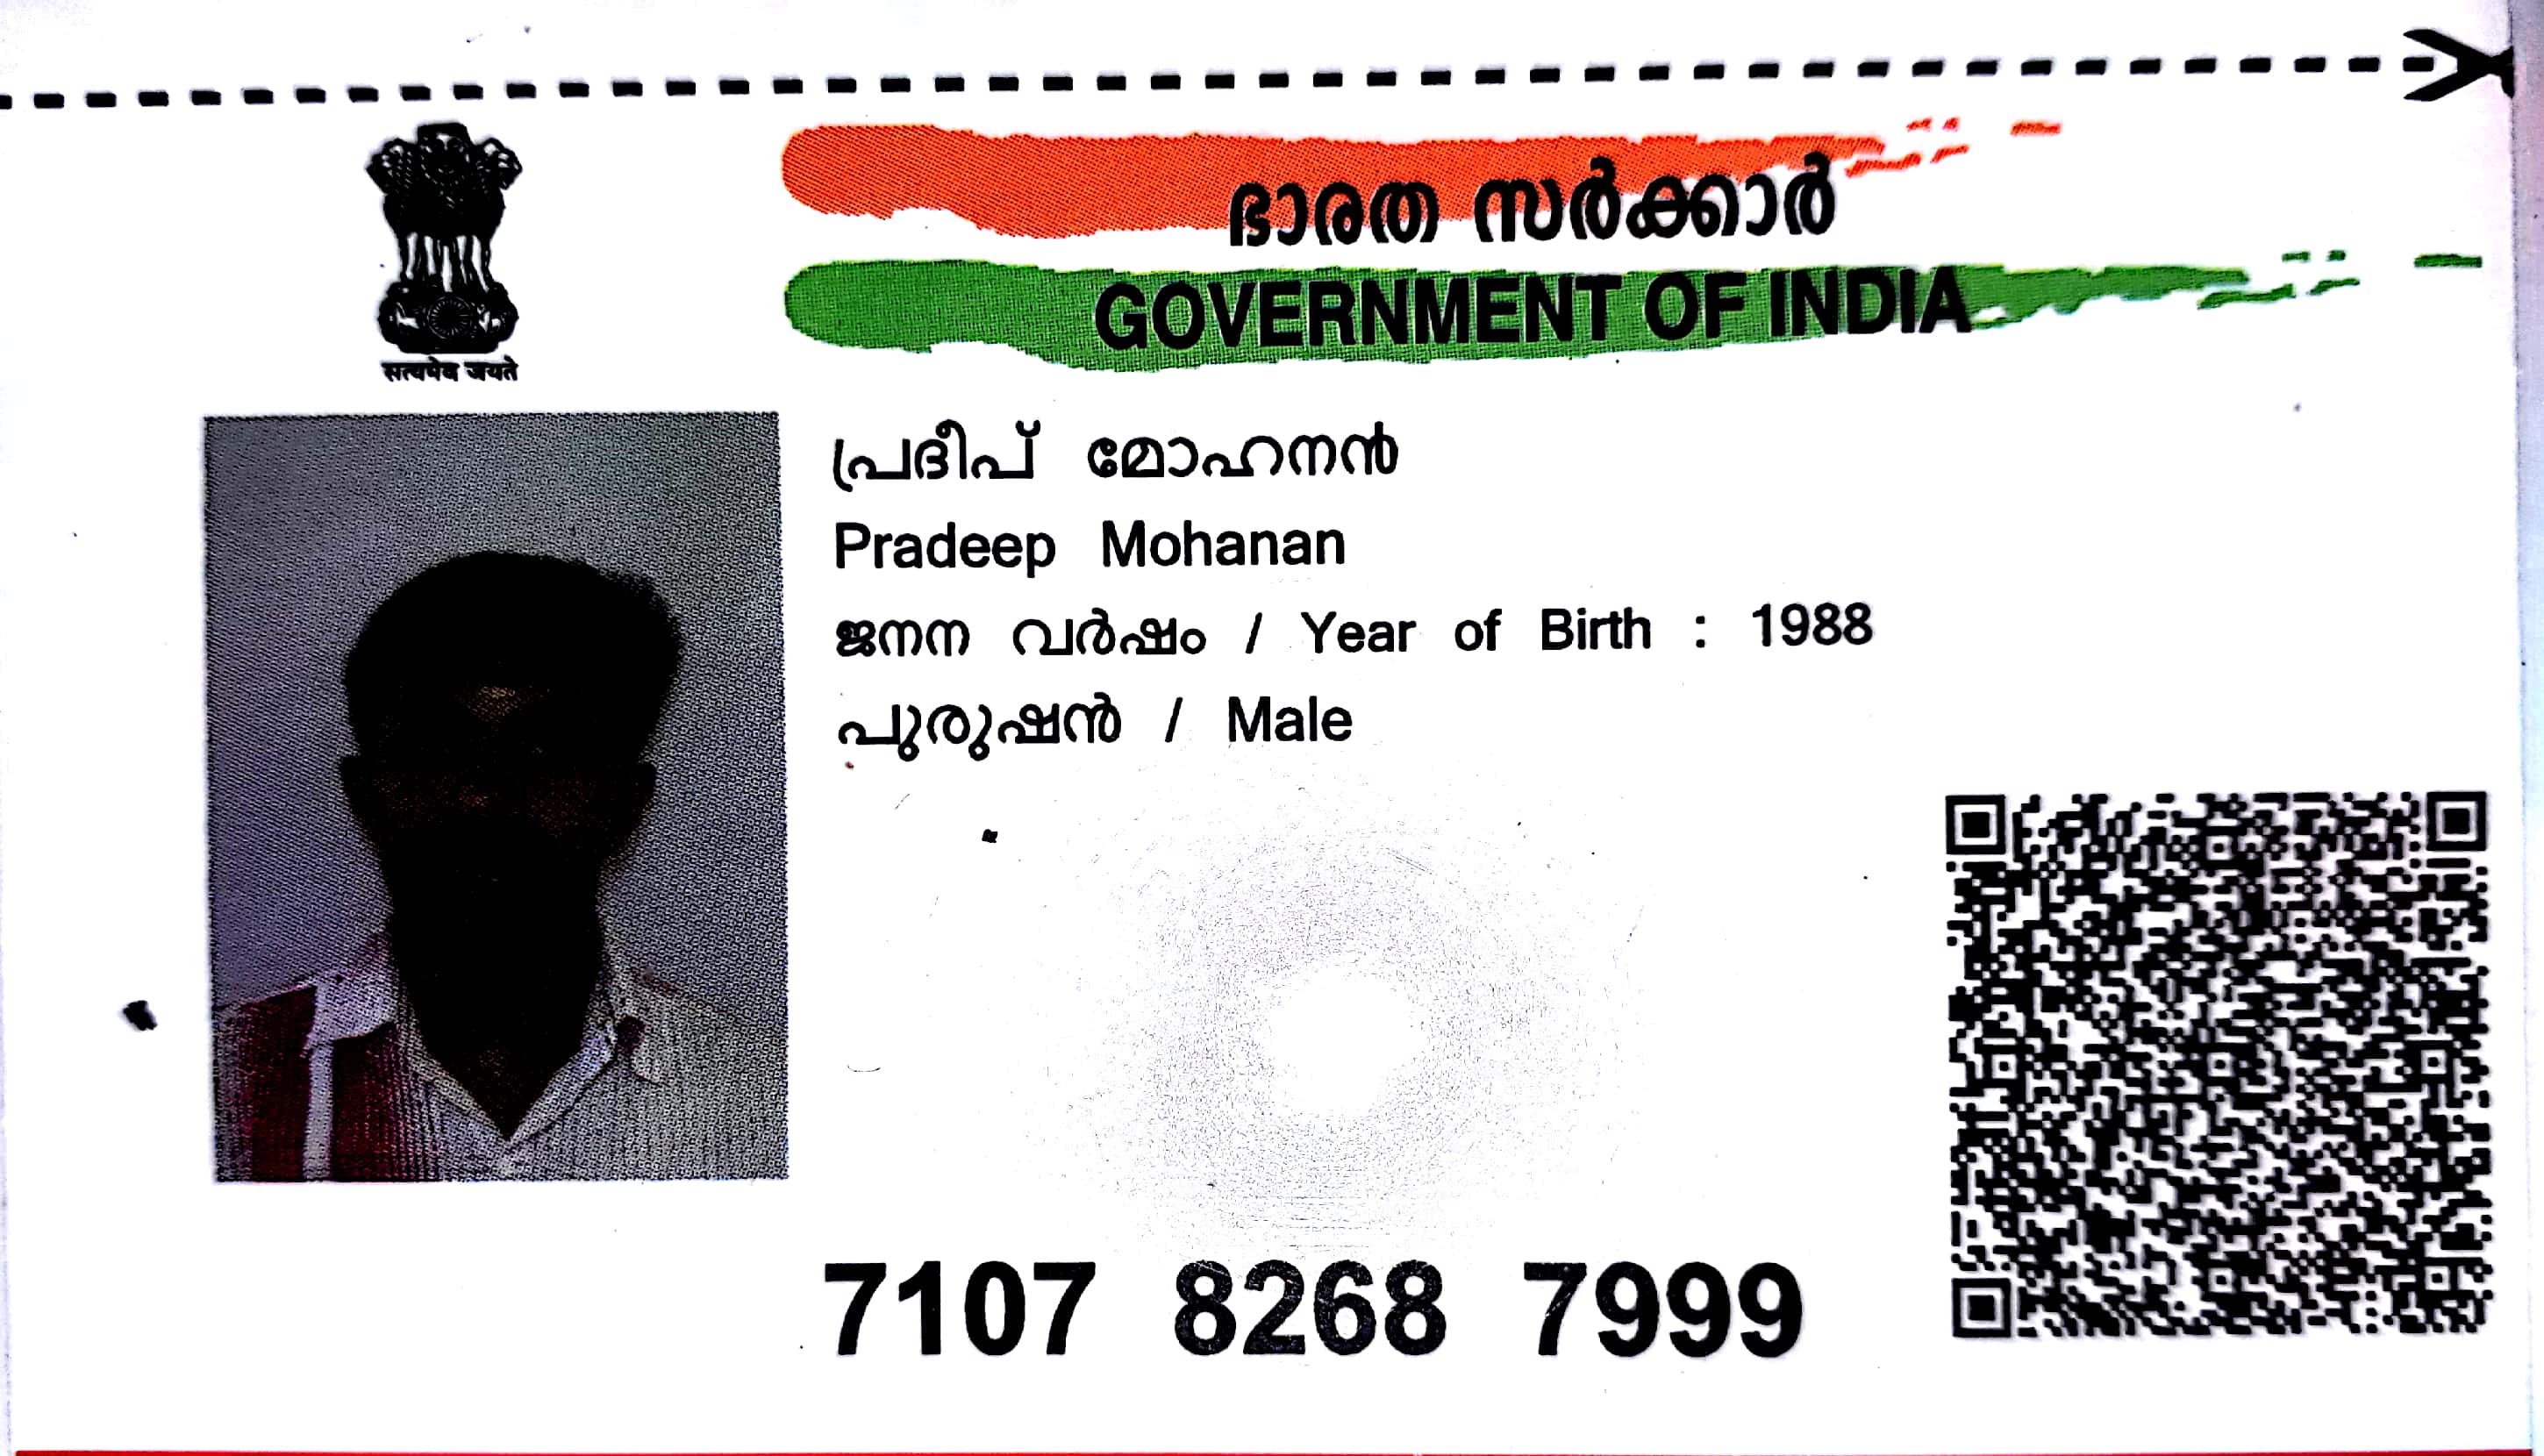 ഭാരത സർക്കാർ
GOVERNMENT OF INDIA
सत्यमेव जयते
പ്രദീപ് മോഹനൻ
Pradeep Mohanan
ജനന വർഷം / Year of Birth : 1988
പുരുഷൻ / Male
7107 8268 7999